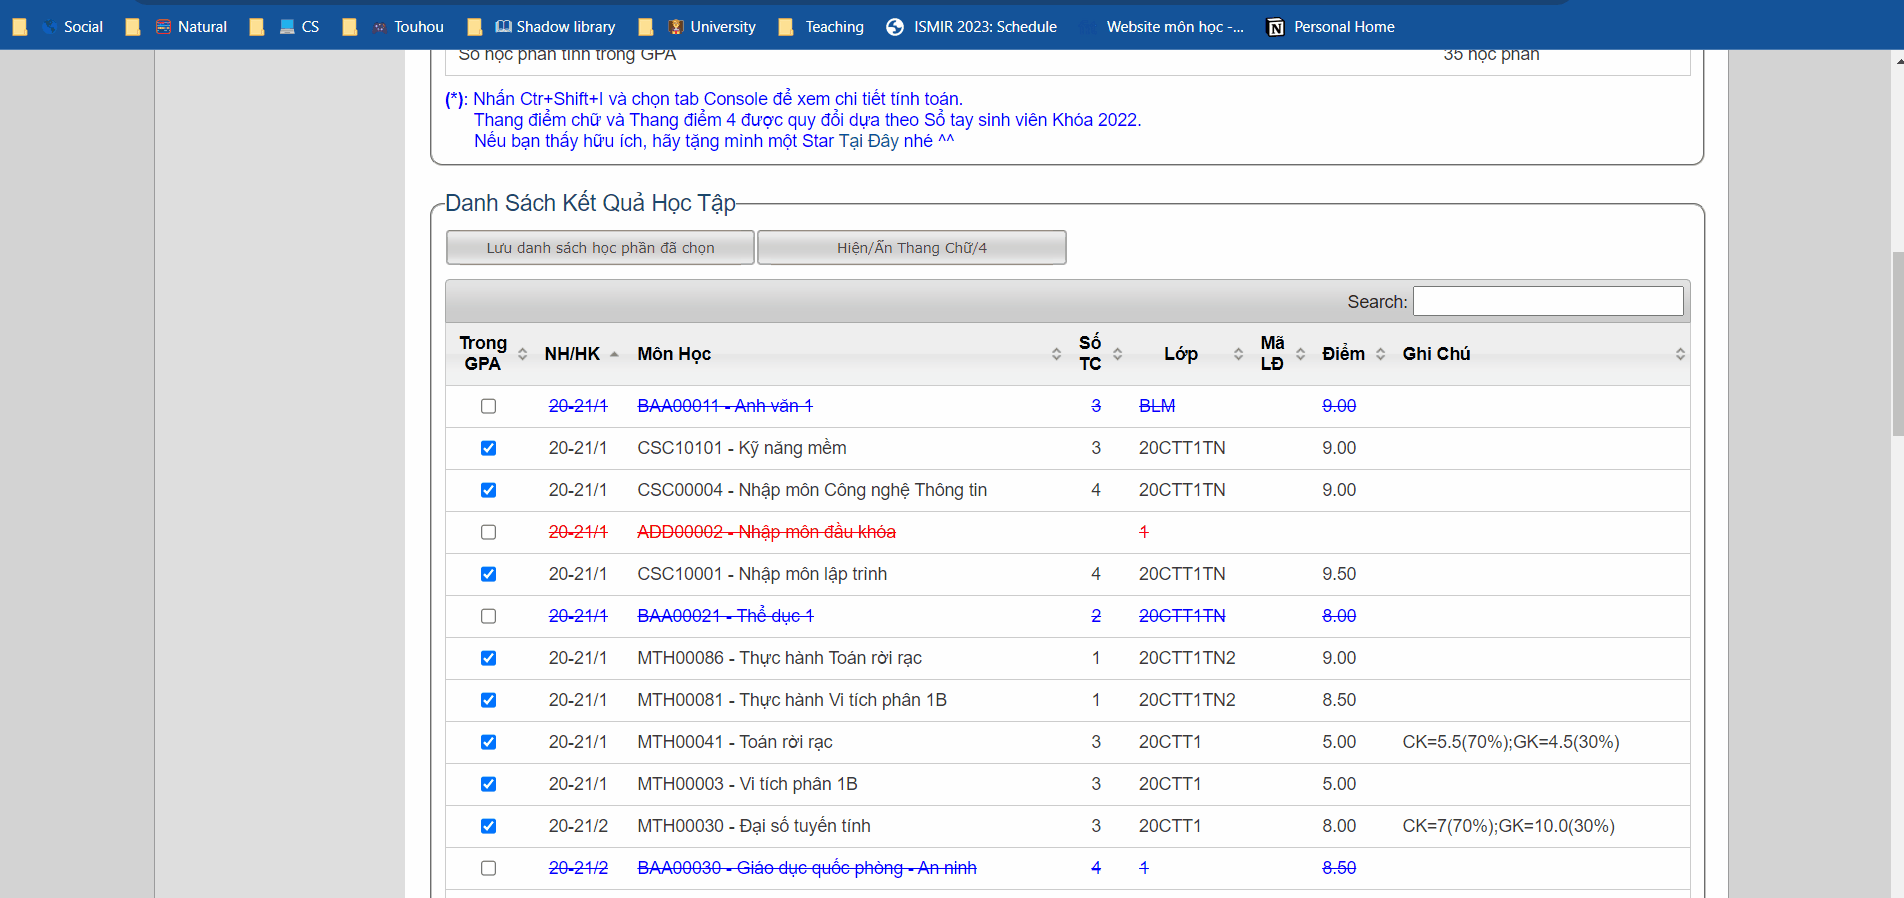 Social Natural CS Touhou Shadow library University Teaching ISMIR 2023: Schedule Website môn học -... Personal Home
Số học phần tính trong GPA 35 học phần
(*): Nhấn Ctr+Shift+I và chọn tab Console để xem chi tiết tính toán.
Thang điểm chữ và Thang điểm 4 được quy đổi dựa theo Sổ tay sinh viên Khóa 2022.
Nếu bạn thấy hữu ích, hãy tặng mình một Star Tại Đây nhé ^^
Danh Sách Kết Quả Học Tập
Lưu danh sách học phần đã chọn Hiện/Ẩn Thang Chữ/4
Search:
Trong GPA NH/HK Môn Học Số TC Lớp Mã LĐ Điểm Ghi Chú
20-21/1 BAA00011 - Anh văn 1 3 BLM 9.00
20-21/1 CSC10101 - Kỹ năng mềm 3 20CTT1TN 9.00
20-21/1 CSC00004 - Nhập môn Công nghệ Thông tin 4 20CTT1TN 9.00
20-21/1 ADD00002 - Nhập môn đầu khóa 1
20-21/1 CSC10001 - Nhập môn lập trình 4 20CTT1TN 9.50
20-21/1 BAA00021 - Thể dục 1 2 20CTT1TN 8.00
20-21/1 MTH00086 - Thực hành Toán rời rạc 1 20CTT1TN2 9.00
20-21/1 MTH00081 - Thực hành Vi tích phân 1B 1 20CTT1TN2 8.50
20-21/1 MTH00041 - Toán rời rạc 3 20CTT1 5.00 CK=5.5(70%);GK=4.5(30%)
20-21/1 MTH00003 - Vi tích phân 1B 3 20CTT1 5.00
20-21/2 MTH00030 - Đại số tuyến tính 3 20CTT1 8.00 CK=7(70%);GK=10.0(30%)
20-21/2 BAA00030 - Giáo dục quốc phòng - An ninh 4 1 8.50